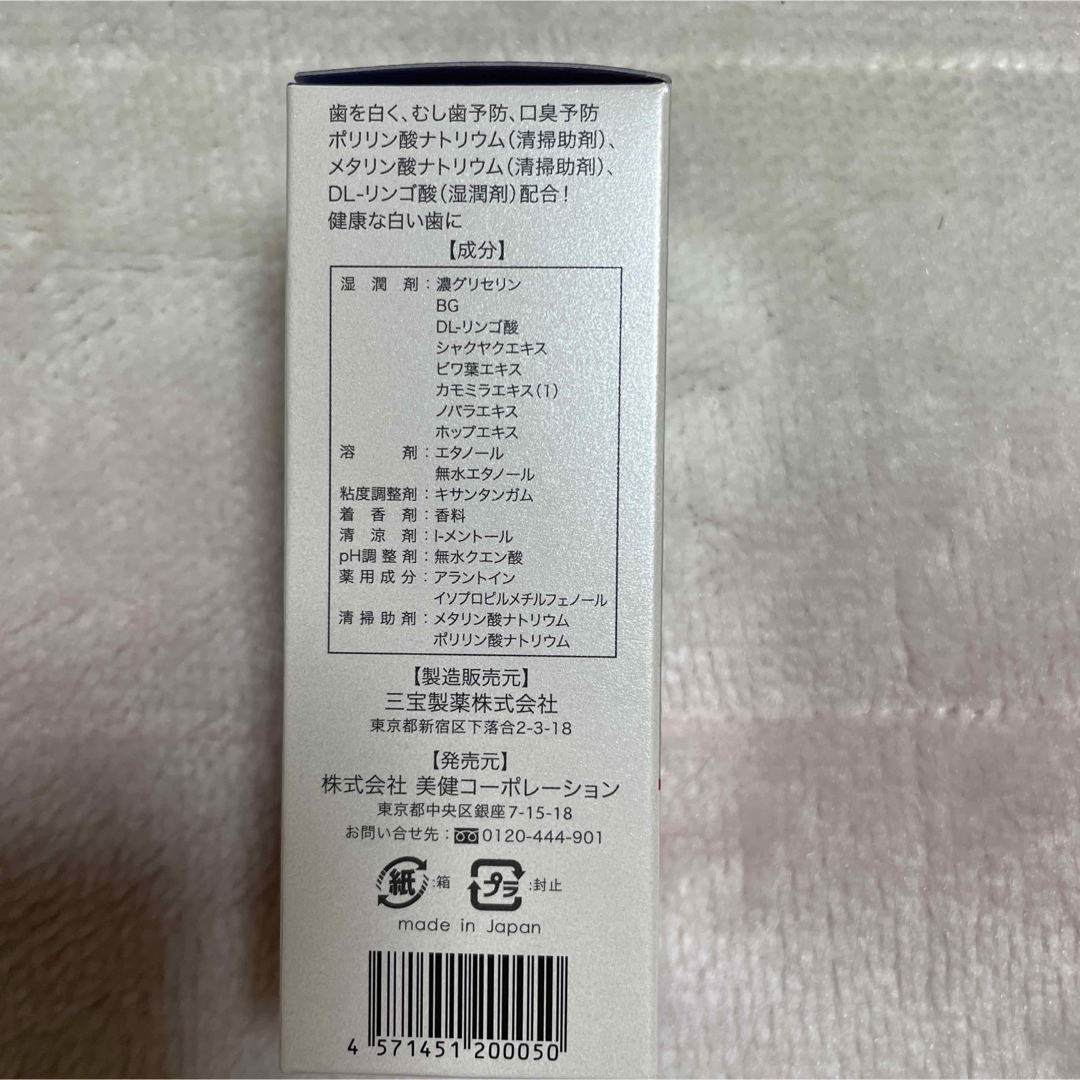 歯を白く、むし歯予防、口臭予防
ポリリン酸ナトリウム(清掃助剤)、
メタリン酸ナトリウム(清掃助剤)、
DL-リンゴ酸(湿潤剤)配合!
健康な白い歯に
【成分】
湿潤剤:濃グリセリン
BG
DL-リンゴ酸
シャクヤクエキス
ビワ葉エキス
カモミラエキス(1)
ノバラエキス
ホップエキス
溶剤:エタノール
無水エタノール
粘度調整剤:キサンタンガム
着香剤:香料
清涼剤:l-メントール
pH調整剤:無水クエン酸
薬用成分:アラントイン
イソプロピルメチルフェノール
清掃助剤:メタリン酸ナトリウム
ポリリン酸ナトリウム
【製造販売元】
三宝製薬株式会社
東京都新宿区下落合2-3-18
【発売元】
株式会社 美健コーポレーション
東京都中央区銀座7-15-18
お問い合せ先:0120-444-901
紙:箱 プラ:封止
made in Japan
4 571451 200050